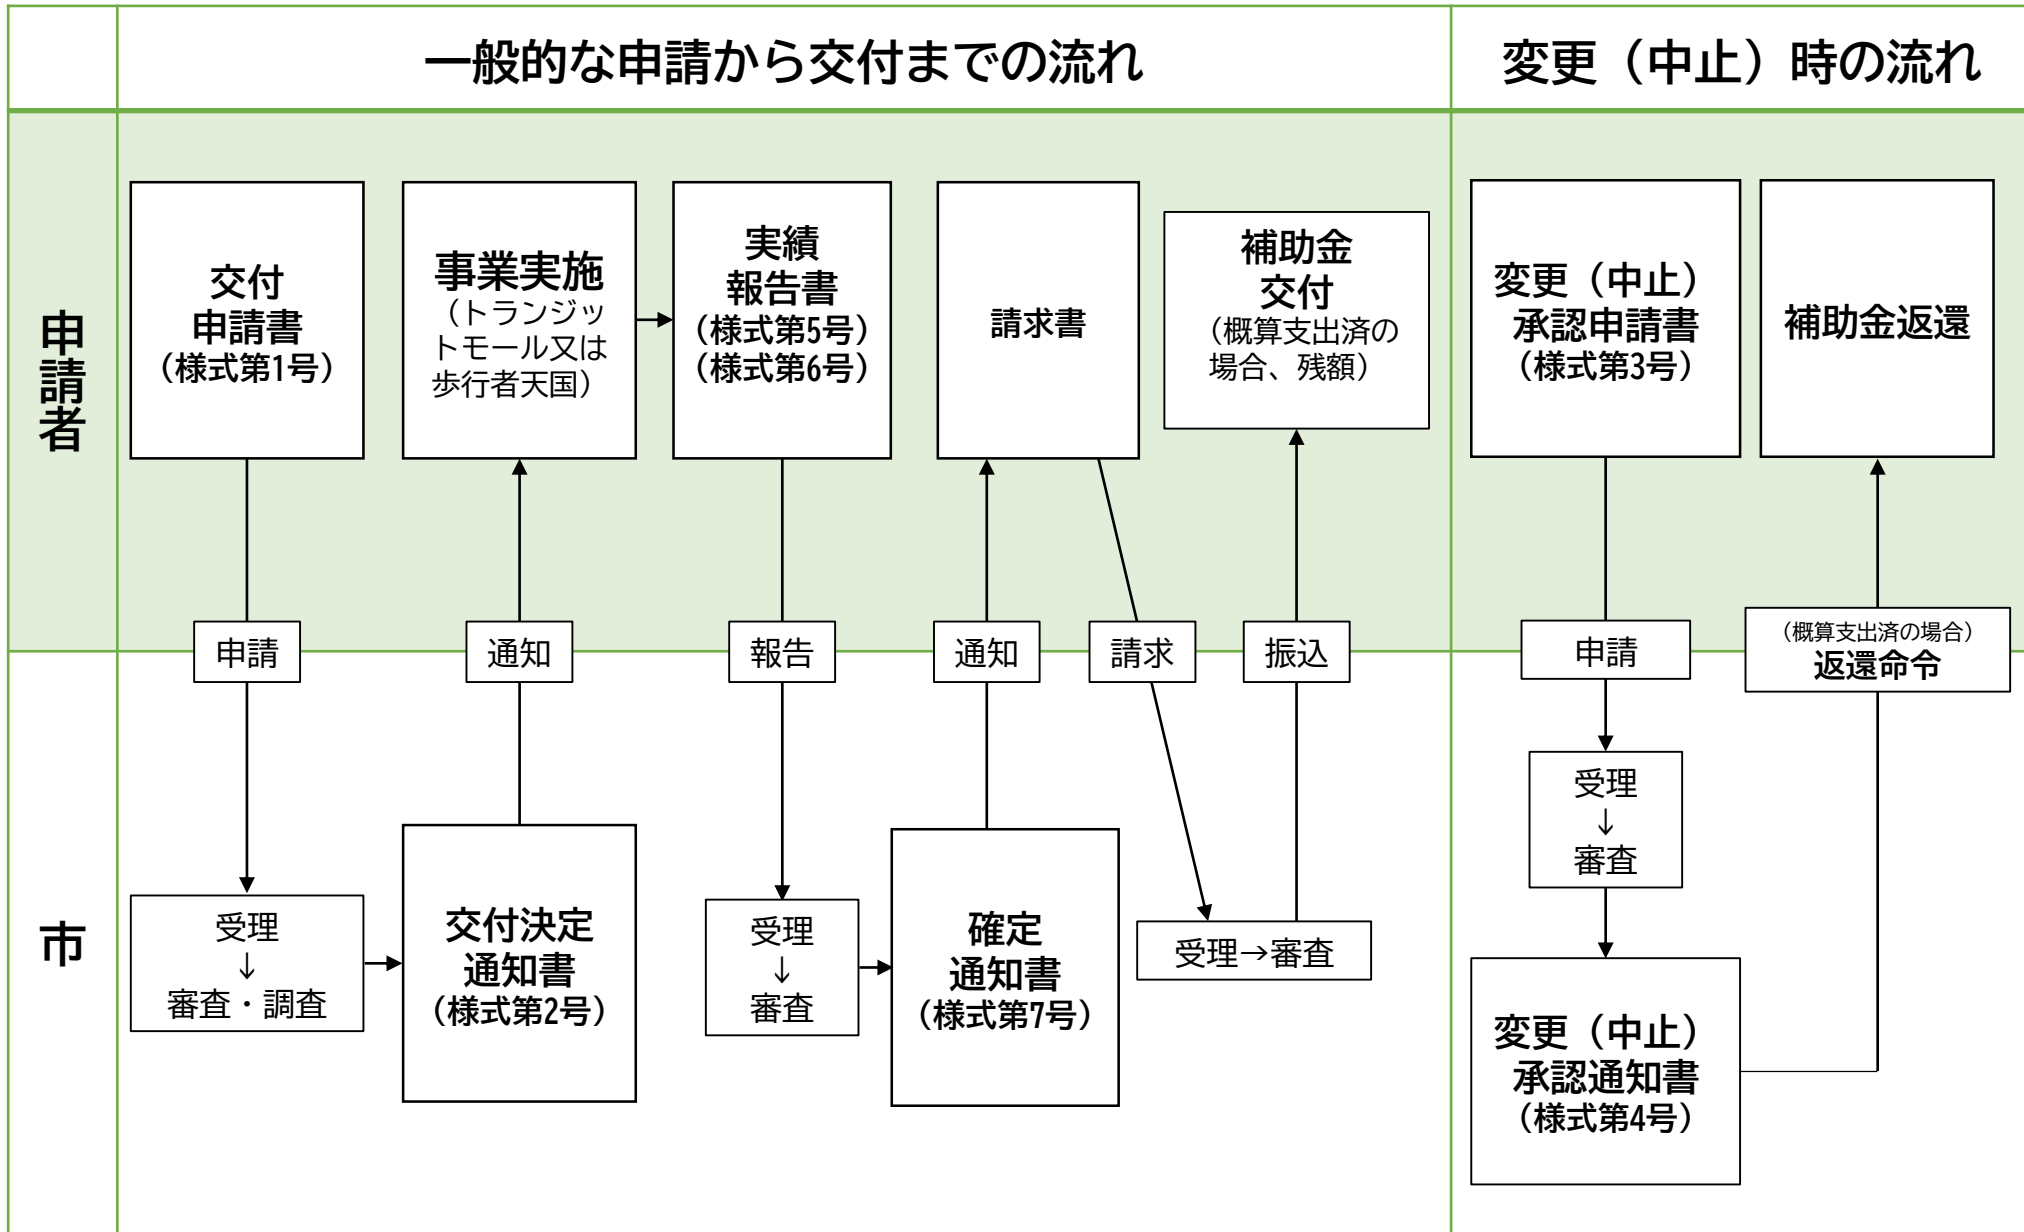 一般的な申請から交付までの流れ
変更（中止）時の流れ
申請者
交付
申請書
（様式第1号）
事業実施
（トランジッ
トモール又は
歩行者天国）
実績
報告書
（様式第5号）
（様式第6号）
請求書
補助金
交付
（概算支出済の
場合、残額）
変更（中止）
承認申請書
（様式第3号）
補助金返還
申請
通知
報告
通知
請求
振込
申請
（概算支出済の場合）
返還命令
市
受理
↓
審査・調査
交付決定
通知書
（様式第2号）
受理
↓
審査
確定
通知書
（様式第7号）
受理→審査
受理
↓
審査
変更（中止）
承認通知書
（様式第4号）